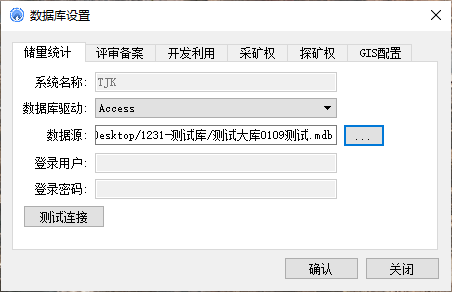 数据库设置
储量统计 评审备案 开发利用 采矿权 探矿权 GIS配置
系统名称: TJK
数据库驱动: Access
数据源: Desktop/1231-测试库/测试大库0109测试.mdb ...
登录用户:
登录密码:
测试连接
确认 关闭